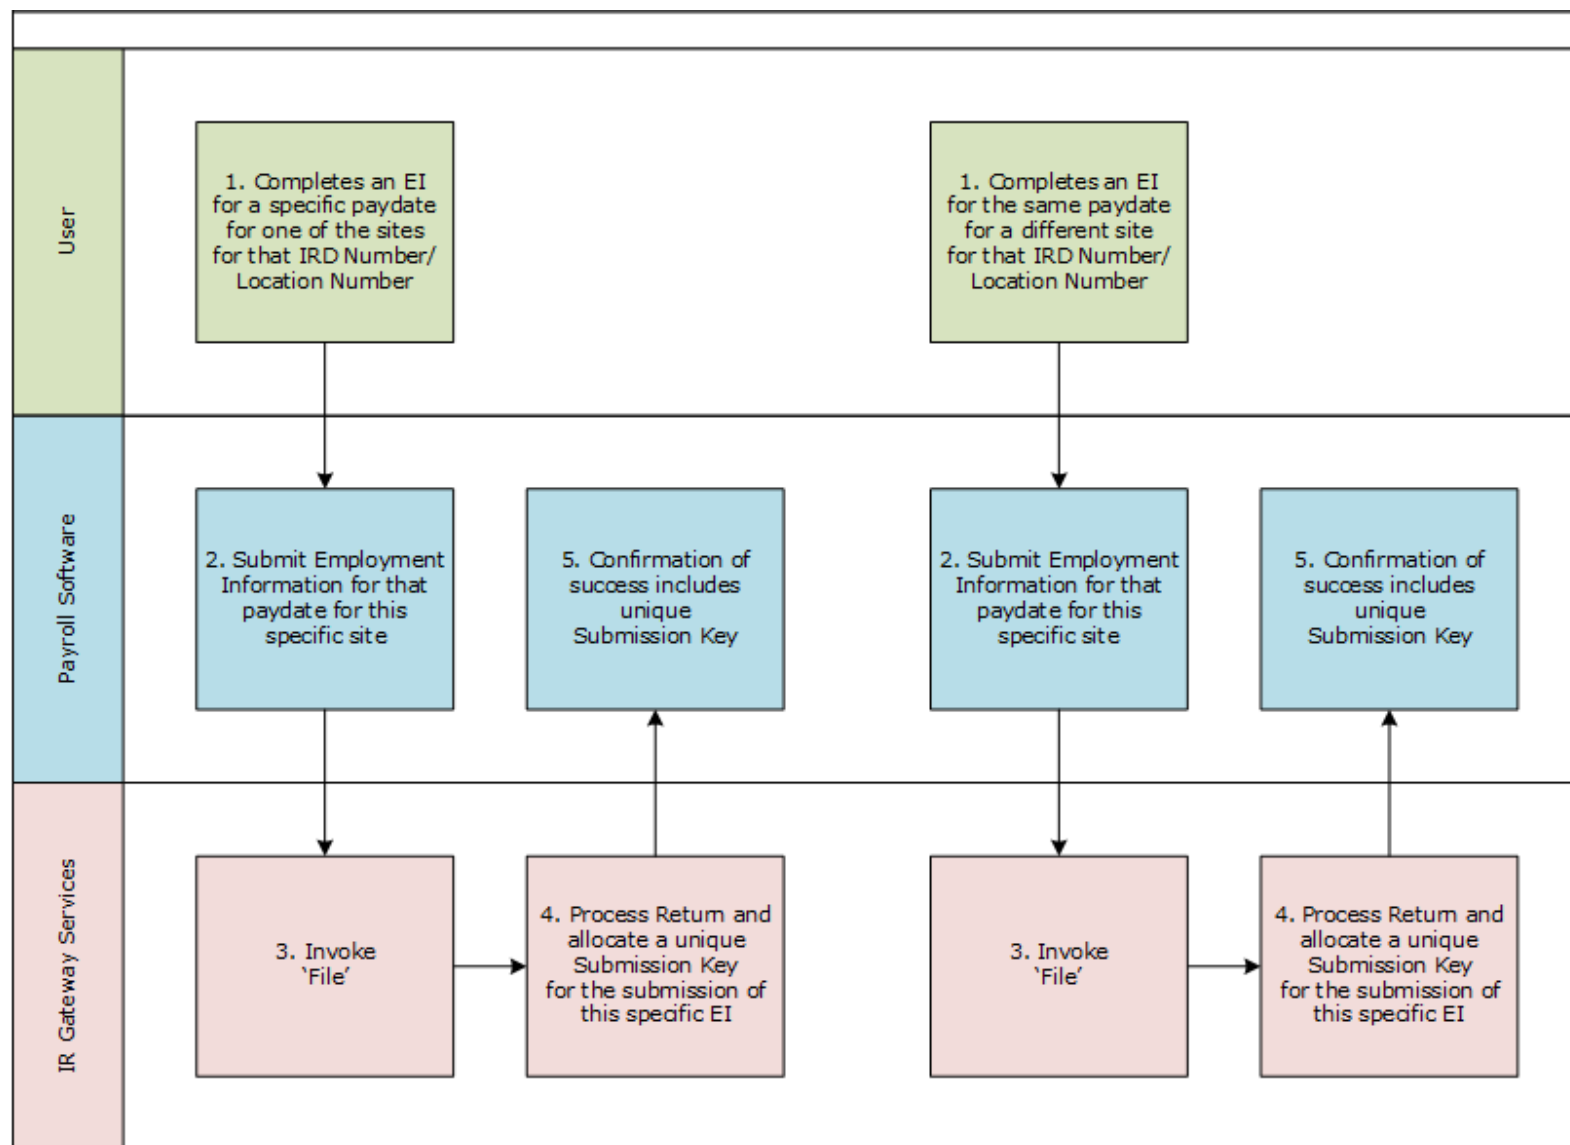 User
1. Completes an EI
for a specific paydate
for one of the sites
for that IRD Number/
Location Number
1. Completes an EI
for the same paydate
for a different site
for that IRD Number/
Location Number
Payroll Software
2. Submit Employment
Information for that
paydate for this
specific site
5. Confirmation of
success includes
unique
Submission Key
2. Submit Employment
Information for that
paydate for this
specific site
5. Confirmation of
success includes
unique
Submission Key
IR Gateway Services
3. Invoke
‘File’
4. Process Return and
allocate a unique
Submission Key
for the submission of
this specific EI
3. Invoke
‘File’
4. Process Return and
allocate a unique
Submission Key
for the submission of
this specific EI